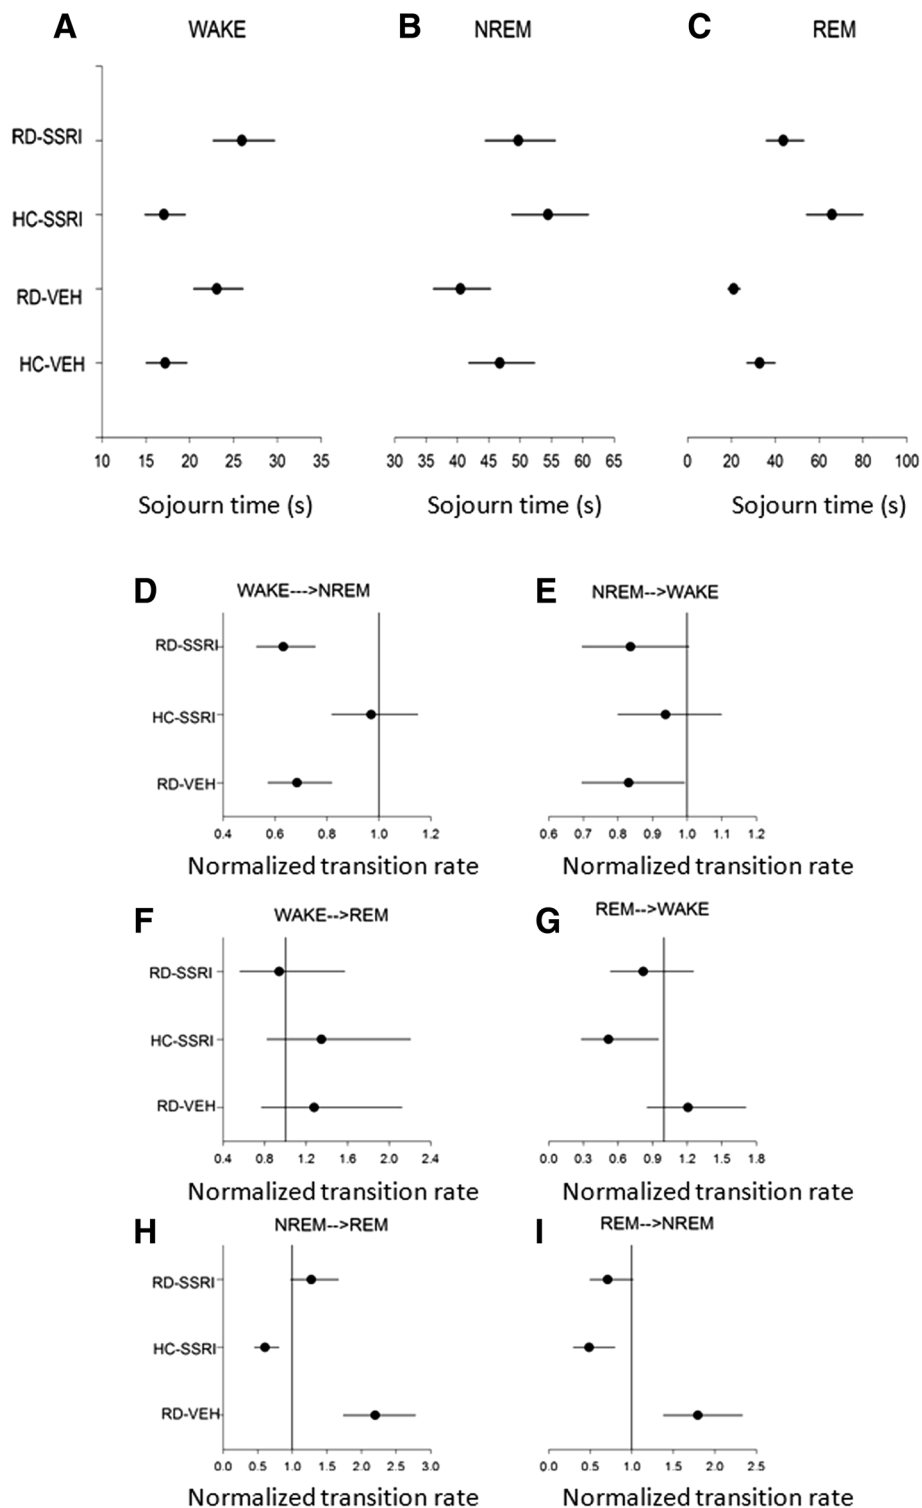 A WAKE B NREM C REM
RD-SSRI
HC-SSRI
RD-VEH
HC-VEH
10 15 20 25 30 35 30 35 40 45 50 55 60 65 0 20 40 60 80 100
Sojourn time (s) Sojourn time (s) Sojourn time (s)
D WAKE--->NREM E NREM-->WAKE
RD-SSRI
HC-SSRI
RD-VEH
0.4 0.6 0.8 1.0 1.2 0.6 0.7 0.8 0.9 1.0 1.1 1.2
Normalized transition rate Normalized transition rate
F WAKE-->REM G REM-->WAKE
RD-SSRI
HC-SSRI
RD-VEH
0.4 0.8 1.2 1.6 2.0 2.4 0.0 0.3 0.6 0.9 1.2 1.5 1.8
Normalized transition rate Normalized transition rate
H NREM-->REM I REM-->NREM
RD-SSRI
HC-SSRI
RD-VEH
0.0 0.5 1.0 1.5 2.0 2.5 3.0 0.0 0.5 1.0 1.5 2.0 2.5
Normalized transition rate Normalized transition rate